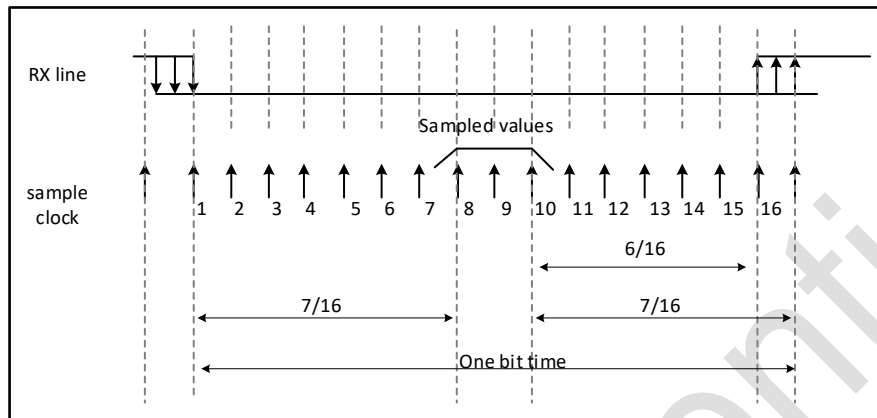 RX line
Sampled values
sample
clock
1 2 3 4 5 6 7 8 9 10 11 12 13 14 15 16
6/16
7/16 7/16
One bit time